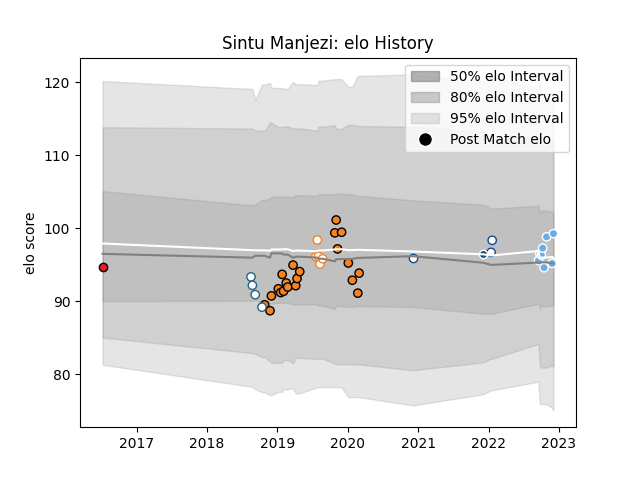 Sintu Manjezi: elo History
50% elo Interval
80% elo Interval
95% elo Interval
Post Match elo
elo score
120
110
100
90
80
2017 2018 2019 2020 2021 2022 2023